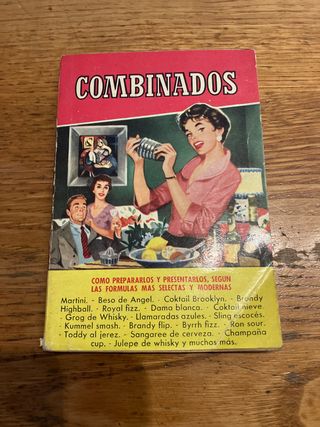 COMBINADOS
COMO PREPARARLOS Y PRESENTARLOS, SEGUN
LAS FORMULAS MAS SELECTAS Y MODERNAS
Martini. - Beso de Angel. - Coktail Brooklyn. - Brandy
Highball. - Royal fizz. - Dama blanca. - Coktail nieve.
- Grog de Whisky. - Llamaradas azules. - Sling escocés.
- Kummel smash. - Brandy flip. - Byrrh fizz. - Ron sour.
- Toddy al jerez. - Sangaree de cerveza. - Champaña
cup. - Julepe de whisky y muchos más.